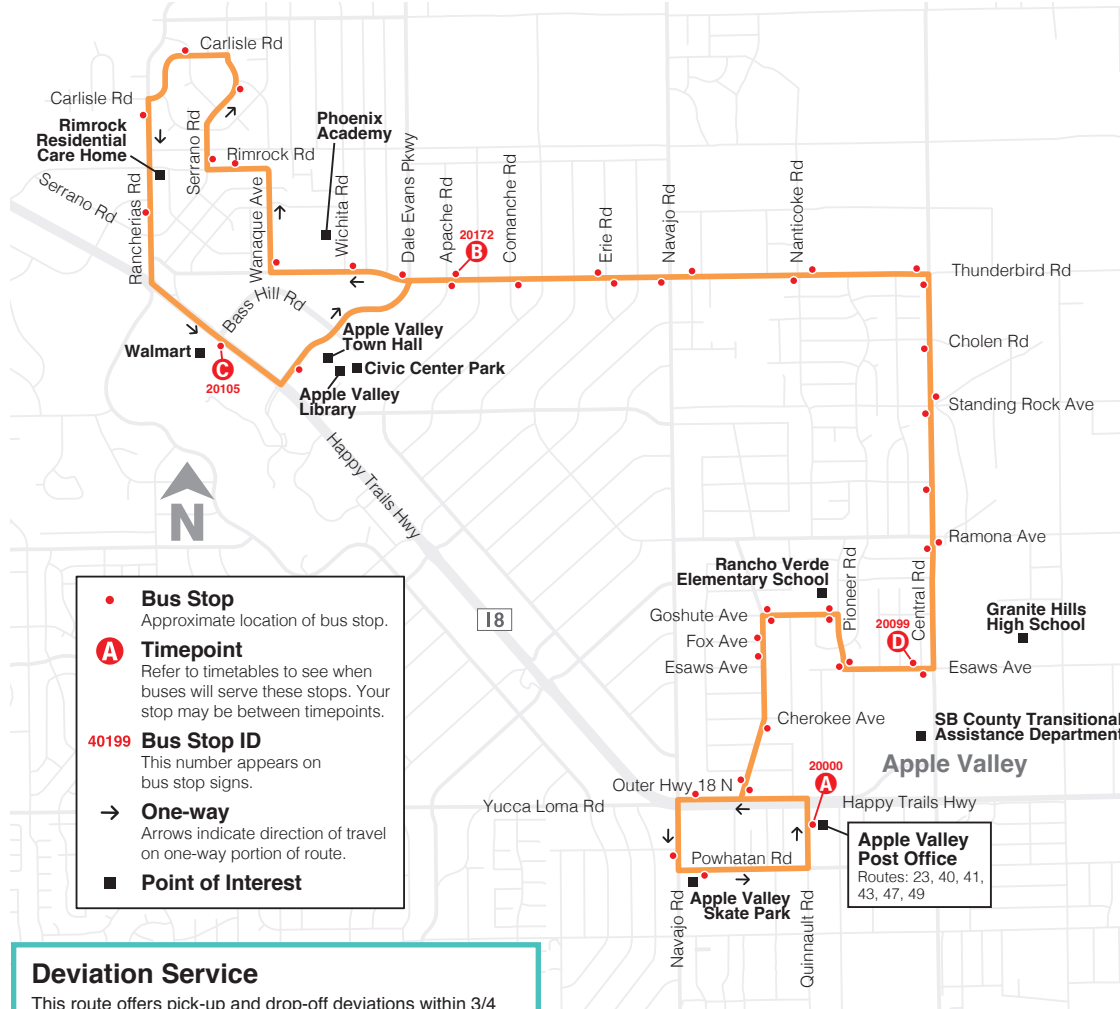 Carlisle Rd
Carlisle Rd
Rimrock
Residential
Care Home
Serrano Rd
Rancherias Rd
Serrano Rd
Rimrock Rd
Wanaque Ave
Phoenix
Academy
Wichita Rd
Dale Evans Pkwy
Apache Rd
20172
B
Comanche Rd
Erie Rd
Navajo Rd
Nanticoke Rd
Thunderbird Rd
Bass Hill Rd
Walmart
C
20105
Apple Valley
Town Hall
Civic Center Park
Apple Valley
Library
Cholen Rd
Standing Rock Ave
Happy Trails Hwy
N
18
Ramona Ave
Rancho Verde
Elementary School
Pioneer Rd
Central Rd
Goshute Ave
Fox Ave
Esaws Ave
20099
D
Granite Hills
High School
Esaws Ave
Cherokee Ave
SB County Transitional
Assistance Department
Apple Valley
20000
A
Outer Hwy 18 N
Yucca Loma Rd
Happy Trails Hwy
Powhatan Rd
Apple Valley
Skate Park
Navajo Rd
Quinnault Rd
Apple Valley
Post Office
Routes: 23, 40, 41,
43, 47, 49
Bus Stop
Approximate location of bus stop.
A Timepoint
Refer to timetables to see when
buses will serve these stops. Your
stop may be between timepoints.
40199 Bus Stop ID
This number appears on
bus stop signs.
→ One-way
Arrows indicate direction of travel
on one-way portion of route.
Point of Interest
Deviation Service
This route offers pick-up and drop-off deviations within 3/4